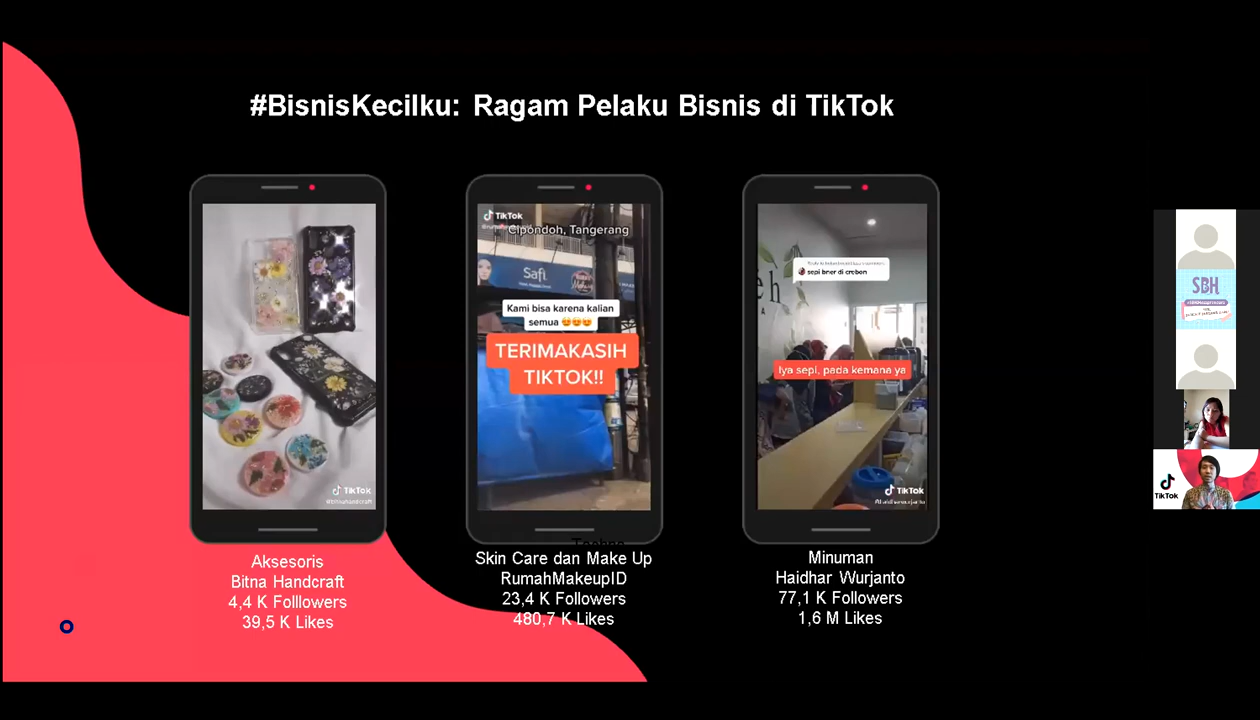 #BisnisKecilku: Ragam Pelaku Bisnis di TikTok
TikTok
Aksesoris
Bitna Handcraft
4,4 K Folllowers
39,5 K Likes
TikTok
Cipondoh, Tangerang
Safi
Kami bisa karena kalian
semua 😍😍😍
TERIMAKASIH
TIKTOK!!
Skin Care dan Make Up
RumahMakeupID
23,4 K Followers
480,7 K Likes
sepi bner di crebon
Iya sepi, pada kemana ya
TikTok
Minuman
Haidhar Wurjanto
77,1 K Followers
1,6 M Likes
SBH
TikTok